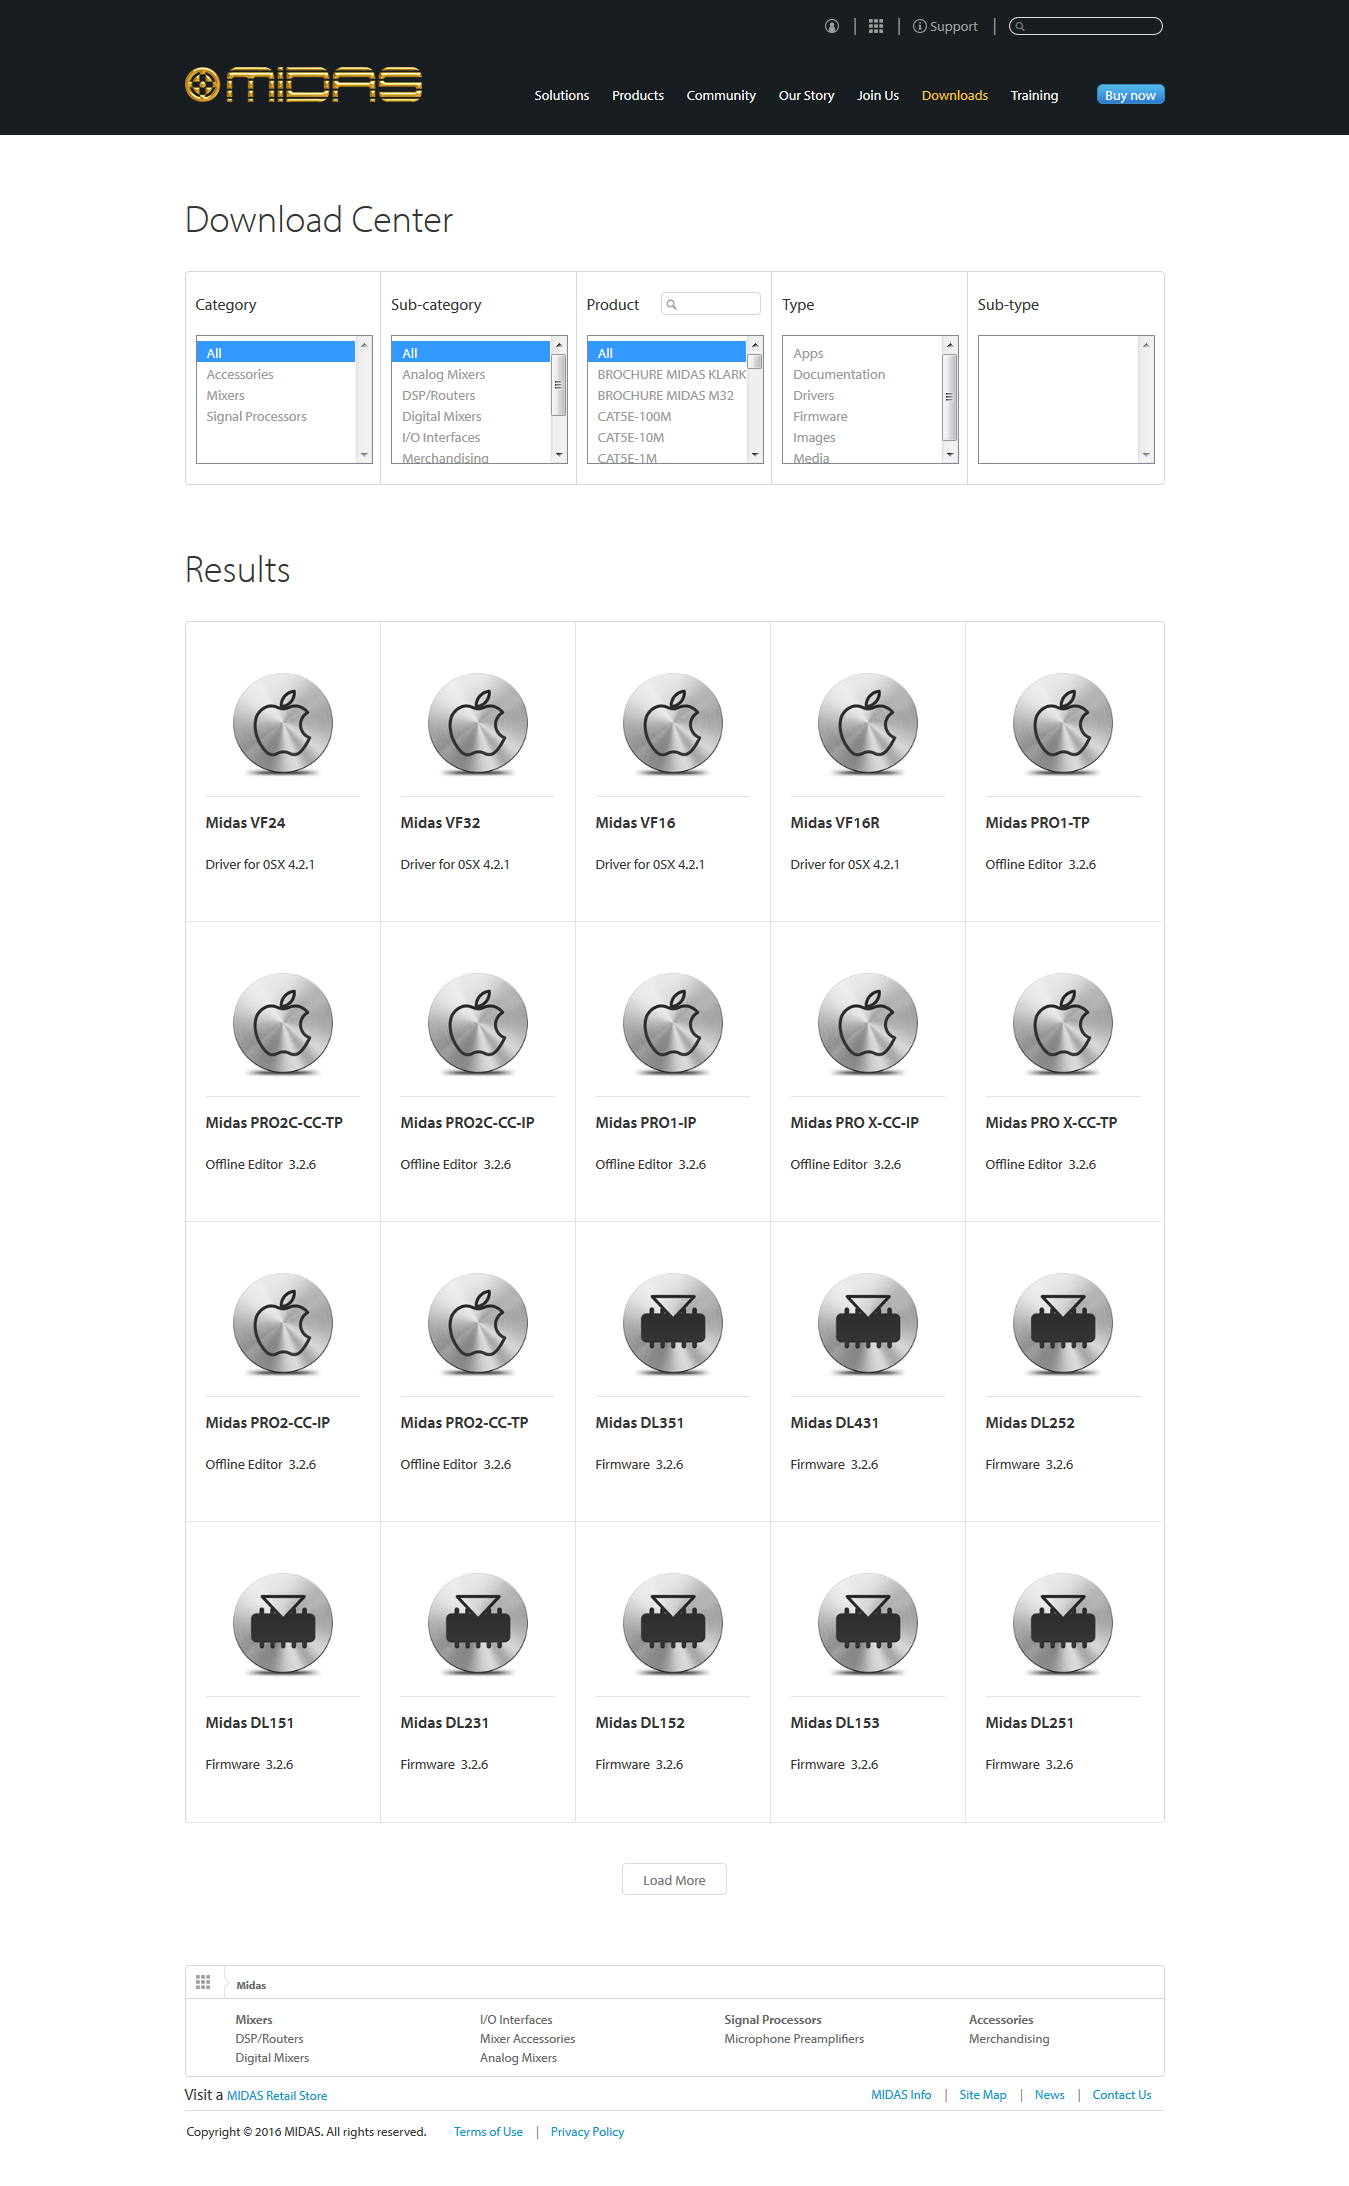 Support
MIDAS
Solutions Products Community Our Story Join Us Downloads Training Buy now
Download Center
Category Sub-category Product Type Sub-type
All All All Apps
Accessories Analog Mixers BROCHURE MIDAS KLARK Documentation
Mixers DSP/Routers BROCHURE MIDAS M32 Drivers
Signal Processors Digital Mixers CAT5E-100M Firmware
I/O Interfaces CAT5E-10M Images
Merchandising CAT5E-1M Media
Results
Midas VF24 Midas VF32 Midas VF16 Midas VF16R Midas PRO1-TP
Driver for 0SX 4.2.1 Driver for 0SX 4.2.1 Driver for 0SX 4.2.1 Driver for 0SX 4.2.1 Offline Editor 3.2.6
Midas PRO2C-CC-TP Midas PRO2C-CC-IP Midas PRO1-IP Midas PRO X-CC-IP Midas PRO X-CC-TP
Offline Editor 3.2.6 Offline Editor 3.2.6 Offline Editor 3.2.6 Offline Editor 3.2.6 Offline Editor 3.2.6
Midas PRO2-CC-IP Midas PRO2-CC-TP Midas DL351 Midas DL431 Midas DL252
Offline Editor 3.2.6 Offline Editor 3.2.6 Firmware 3.2.6 Firmware 3.2.6 Firmware 3.2.6
Midas DL151 Midas DL231 Midas DL152 Midas DL153 Midas DL251
Firmware 3.2.6 Firmware 3.2.6 Firmware 3.2.6 Firmware 3.2.6 Firmware 3.2.6
Load More
Midas
Mixers I/O Interfaces Signal Processors Accessories
DSP/Routers Mixer Accessories Microphone Preamplifiers Merchandising
Digital Mixers Analog Mixers
Visit a MIDAS Retail Store MIDAS Info | Site Map | News | Contact Us
Copyright © 2016 MIDAS. All rights reserved. Terms of Use | Privacy Policy